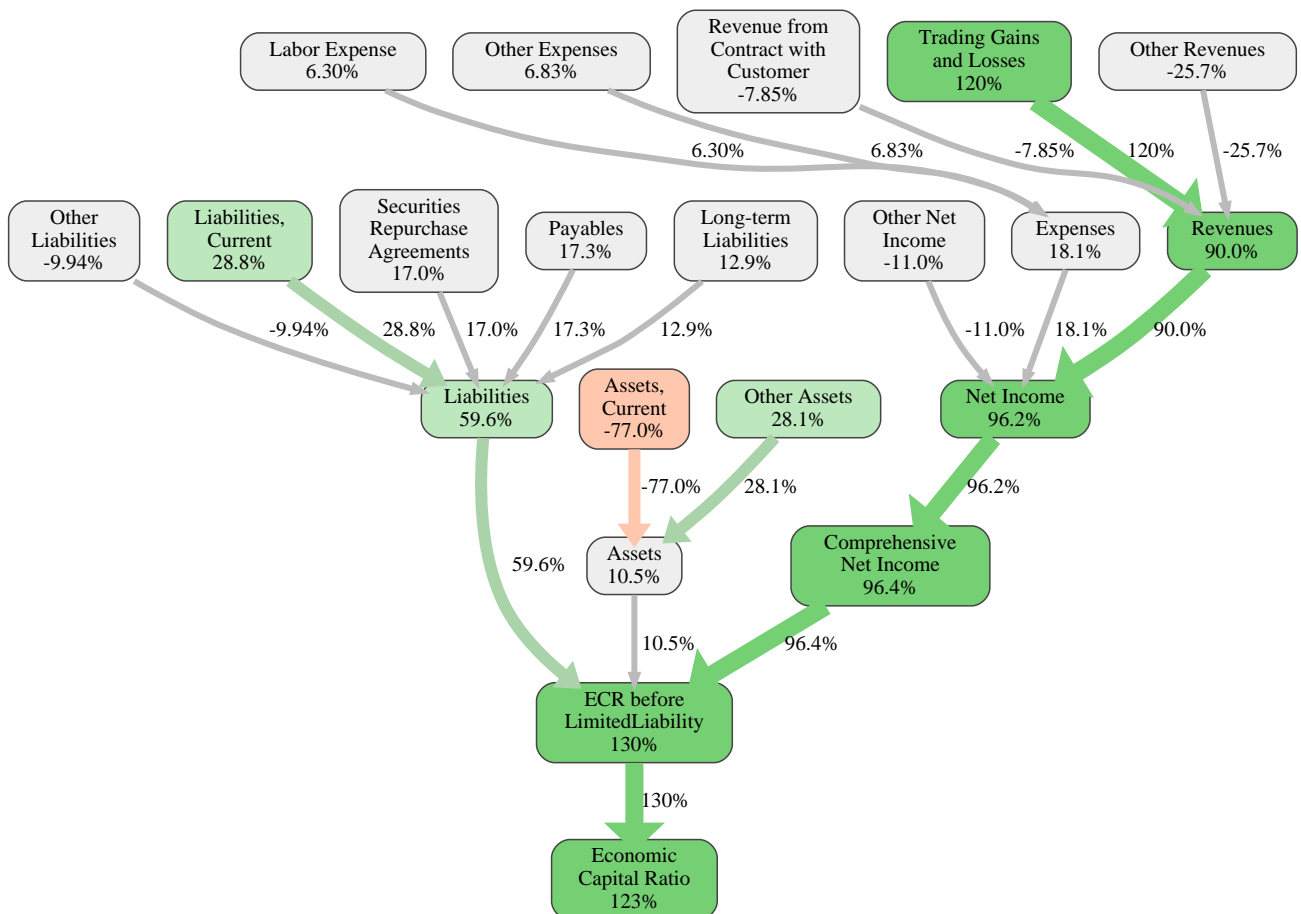 Labor Expense
6.30%
Other Expenses
6.83%
Revenue from
Contract with
Customer
-7.85%
Trading Gains
and Losses
120%
Other Revenues
-25.7%
6.30%
6.83%
-7.85%
120%
-25.7%
Other
Liabilities
-9.94%
Liabilities,
Current
28.8%
Securities
Repurchase
Agreements
17.0%
Payables
17.3%
Long-term
Liabilities
12.9%
Other Net
Income
-11.0%
Expenses
18.1%
Revenues
90.0%
-9.94%
28.8%
17.0%
17.3%
12.9%
-11.0%
18.1%
90.0%
Liabilities
59.6%
Assets,
Current
-77.0%
Other Assets
28.1%
Net Income
96.2%
-77.0%
28.1%
96.2%
59.6%
Assets
10.5%
Comprehensive
Net Income
96.4%
10.5%
96.4%
ECR before
LimitedLiability
130%
130%
Economic
Capital Ratio
123%